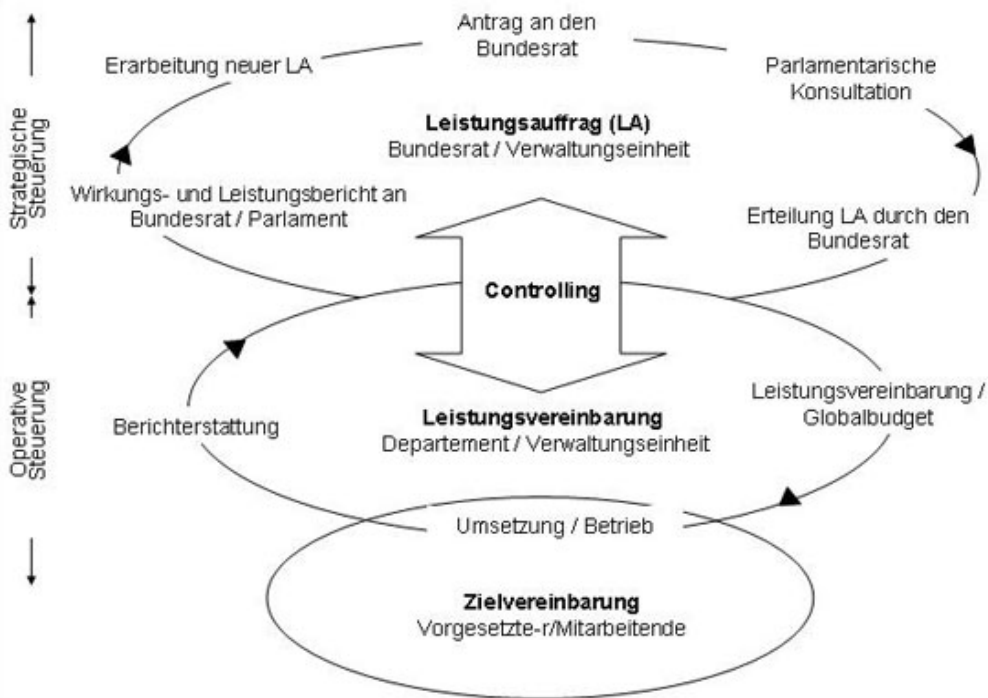 Antrag an den
Bundesrat
Erarbeitung neuer LA
Parlamentarische
Konsultation
Strategische
Steuerung
Leistungsauffrag (LA)
Bundesrat / Verwaltungseinheit
Wirkungs- und Leistungsbericht an
Bundesrat / Parlament
Erteilung LA durch den
Bundesrat
Controlling
Operative
Steuerung
Leistungsvereinbarung /
Globalbudget
Berichterstattung
Leistungsvereinbarung
Departement / Verwaltungseinheit
Umsetzung / Betrieb
Zielvereinbarung
Vorgesetzte-r/Mitarbeitende